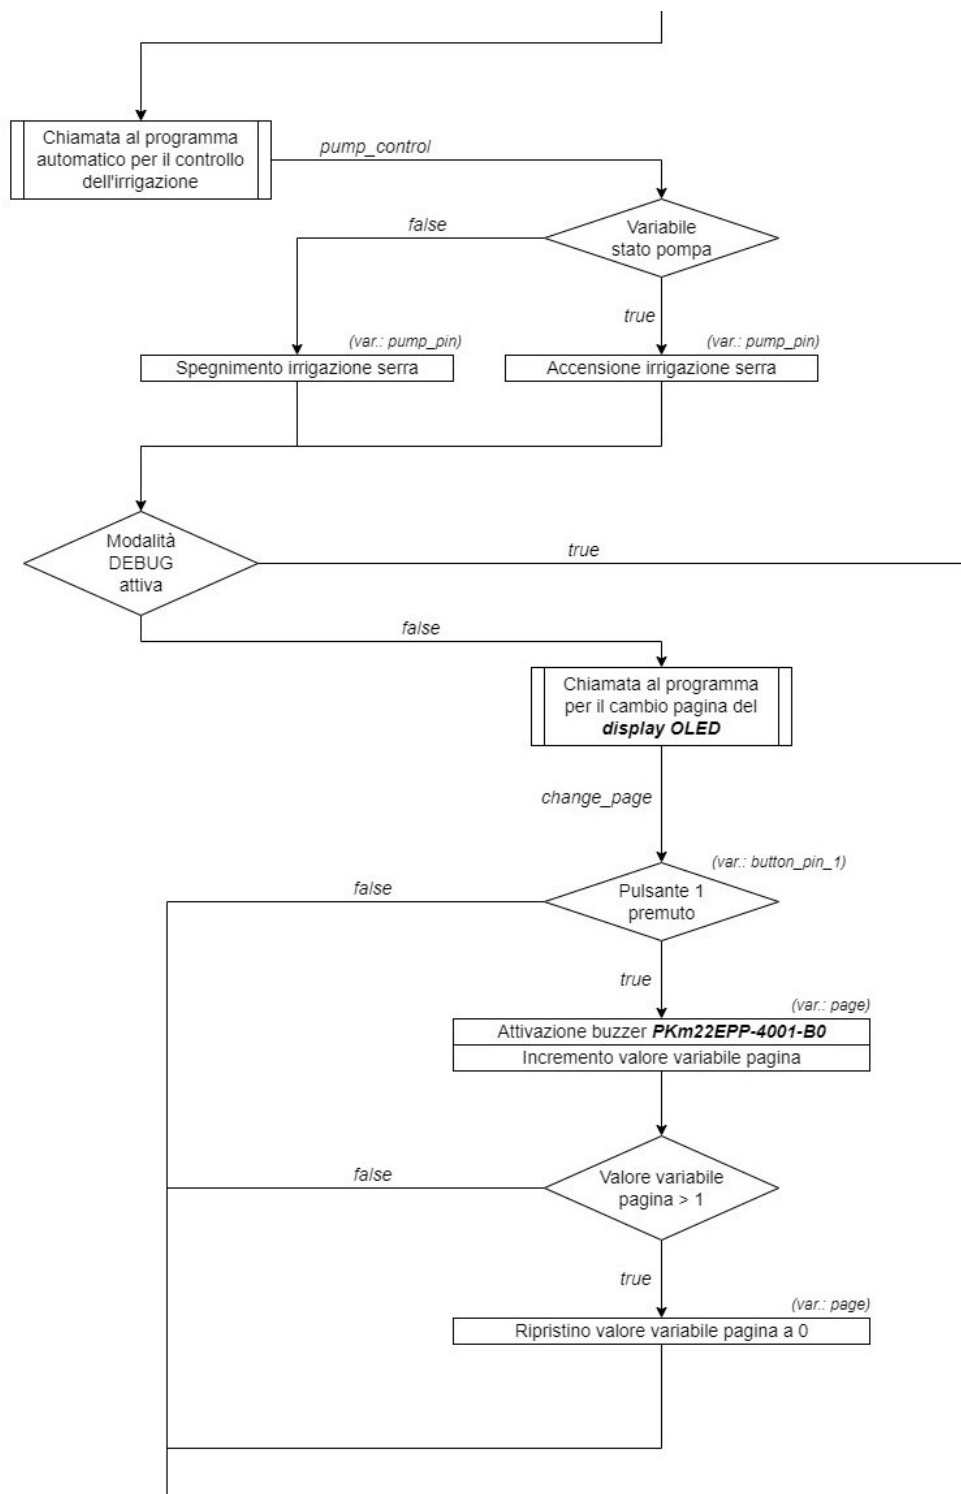 Chiamata al programma
automatico per il controllo
dell'irrigazione
pump_control
Variabile
stato pompa
false
true
(var.: pump_pin)
Spegnimento irrigazione serra
(var.: pump_pin)
Accensione irrigazione serra
Modalità
DEBUG
attiva
true
false
Chiamata al programma
per il cambio pagina del
display OLED
change_page
(var.: button_pin_1)
Pulsante 1
premuto
false
true
(var.: page)
Attivazione buzzer PKm22EPP-4001-B0
Incremento valore variabile pagina
Valore variabile
pagina > 1
false
true
(var.: page)
Ripristino valore variabile pagina a 0